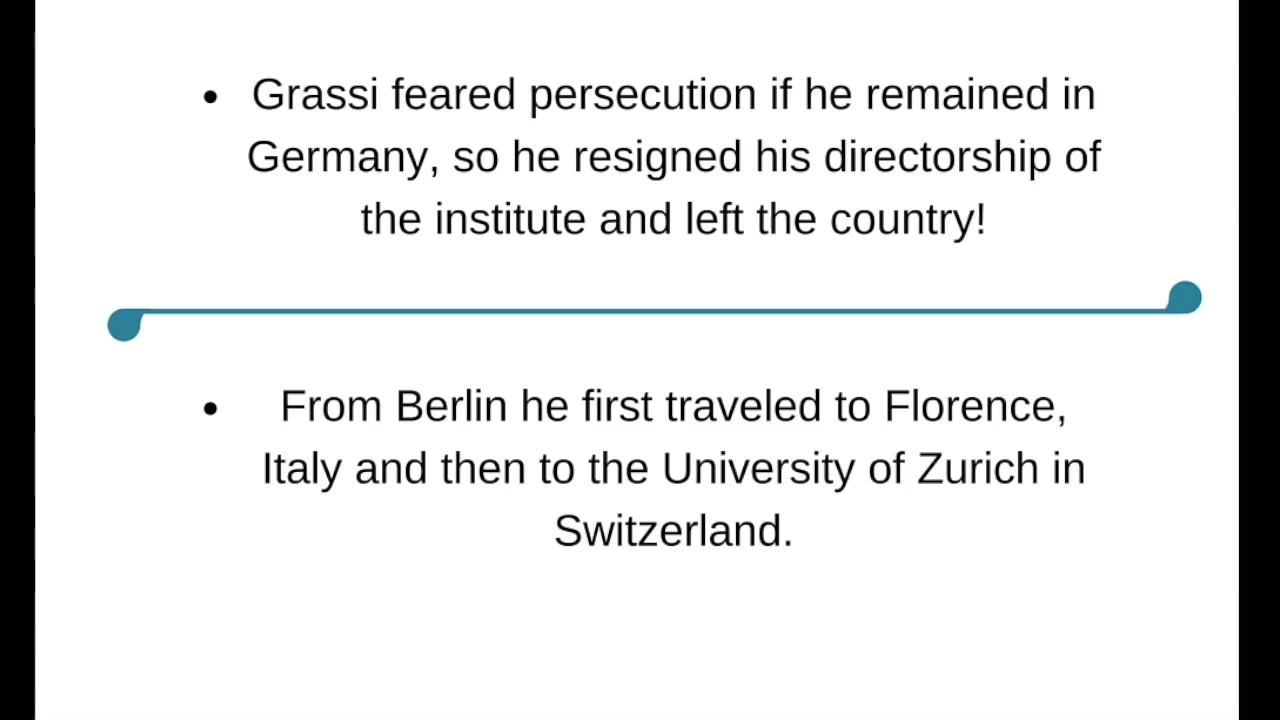 • Grassi feared persecution if he remained in
Germany, so he resigned his directorship of
the institute and left the country!
• From Berlin he first traveled to Florence,
Italy and then to the University of Zurich in
Switzerland.